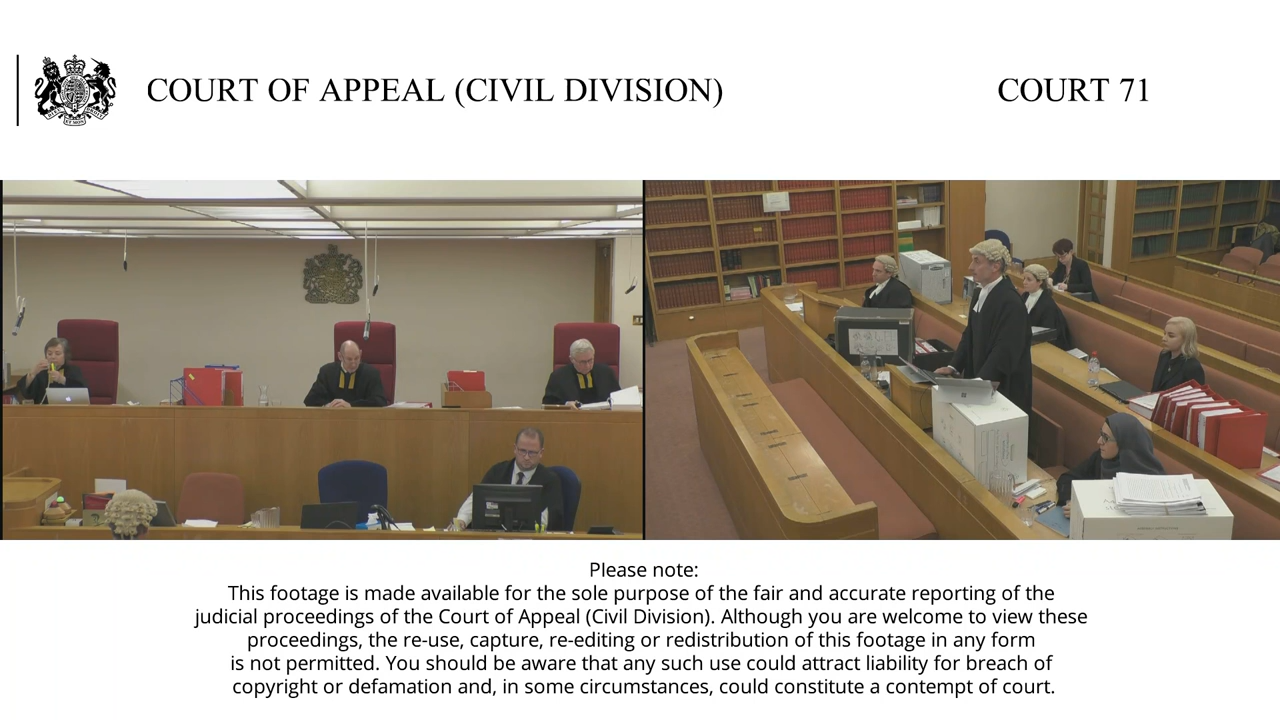 COURT OF APPEAL (CIVIL DIVISION)
COURT 71
Please note:
This footage is made available for the sole purpose of the fair and accurate reporting of the
judicial proceedings of the Court of Appeal (Civil Division). Although you are welcome to view these
proceedings, the re-use, capture, re-editing or redistribution of this footage in any form
is not permitted. You should be aware that any such use could attract liability for breach of
copyright or defamation and, in some circumstances, could constitute a contempt of court.